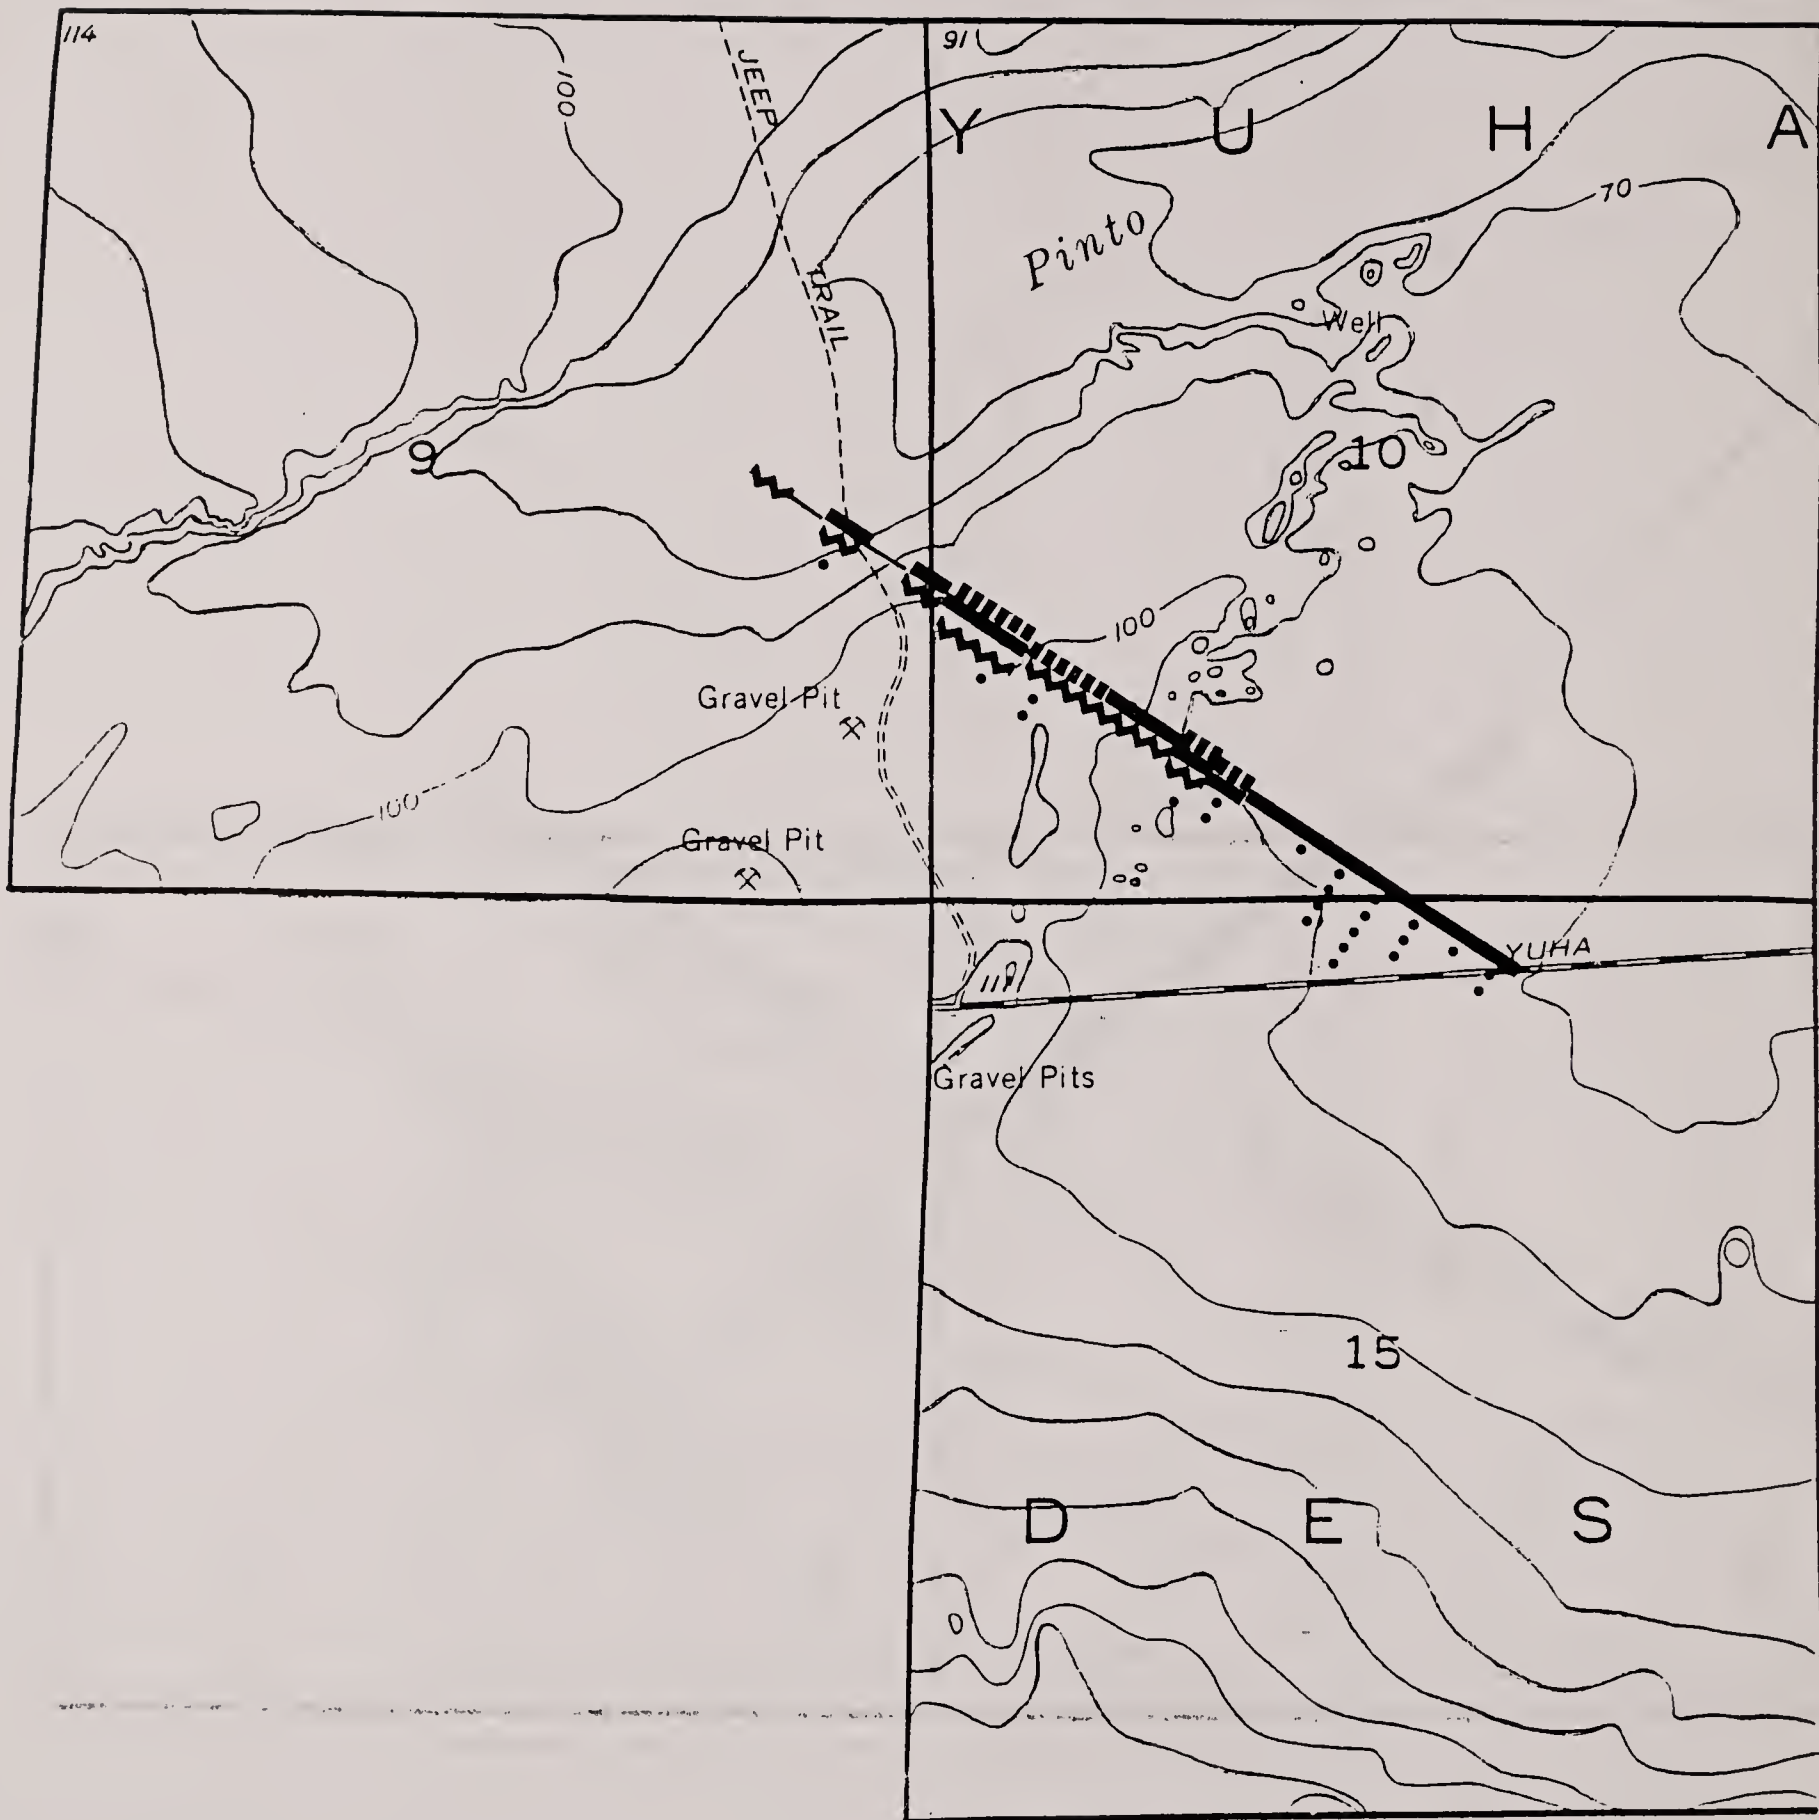 114
91
JEEP
100
Y U H A
70
Pinto
TRAIL
Well
9
10
100
Gravel Pit
100
Gravel Pit
YUHA
Gravel Pits
15
D E S